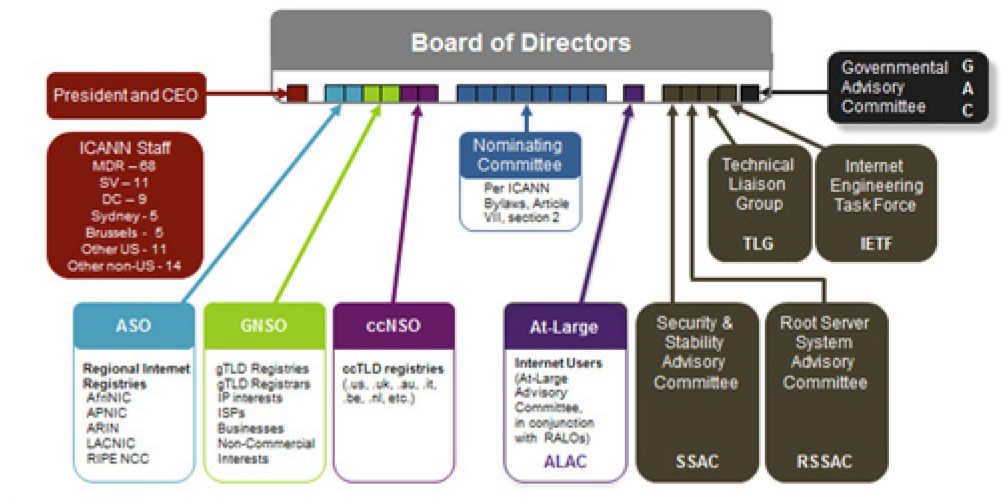 Board of Directors
President and CEO
Governmental G
Advisory A
Committee C
ICANN Staff
MDR – 68
SV – 11
DC – 9
Sydney - 5
Brussels - 5
Other US - 11
Other non-US - 14
Nominating
Committee
Per ICANN
Bylaws, Article
VII, section 2
Technical
Liaison
Group
TLG
Internet
Engineering
Task Force
IETF
ASO
Regional Internet
Registries
AfriNIC
APNIC
ARIN
LACNIC
RIPE NCC
GNSO
gTLD Registries
gTLD Registrars
IP interests
ISPs
Businesses
Non-Commercial
Interests
ccNSO
ccTLD registries
(.us, .uk, .au, .it,
.be, .nl, etc.)
At-Large
Internet Users
(At-Large
Advisory
Committee,
in conjunction
with RALOs)
ALAC
Security &
Stability
Advisory
Committee
SSAC
Root Server
System
Advisory
Committee
RSSAC